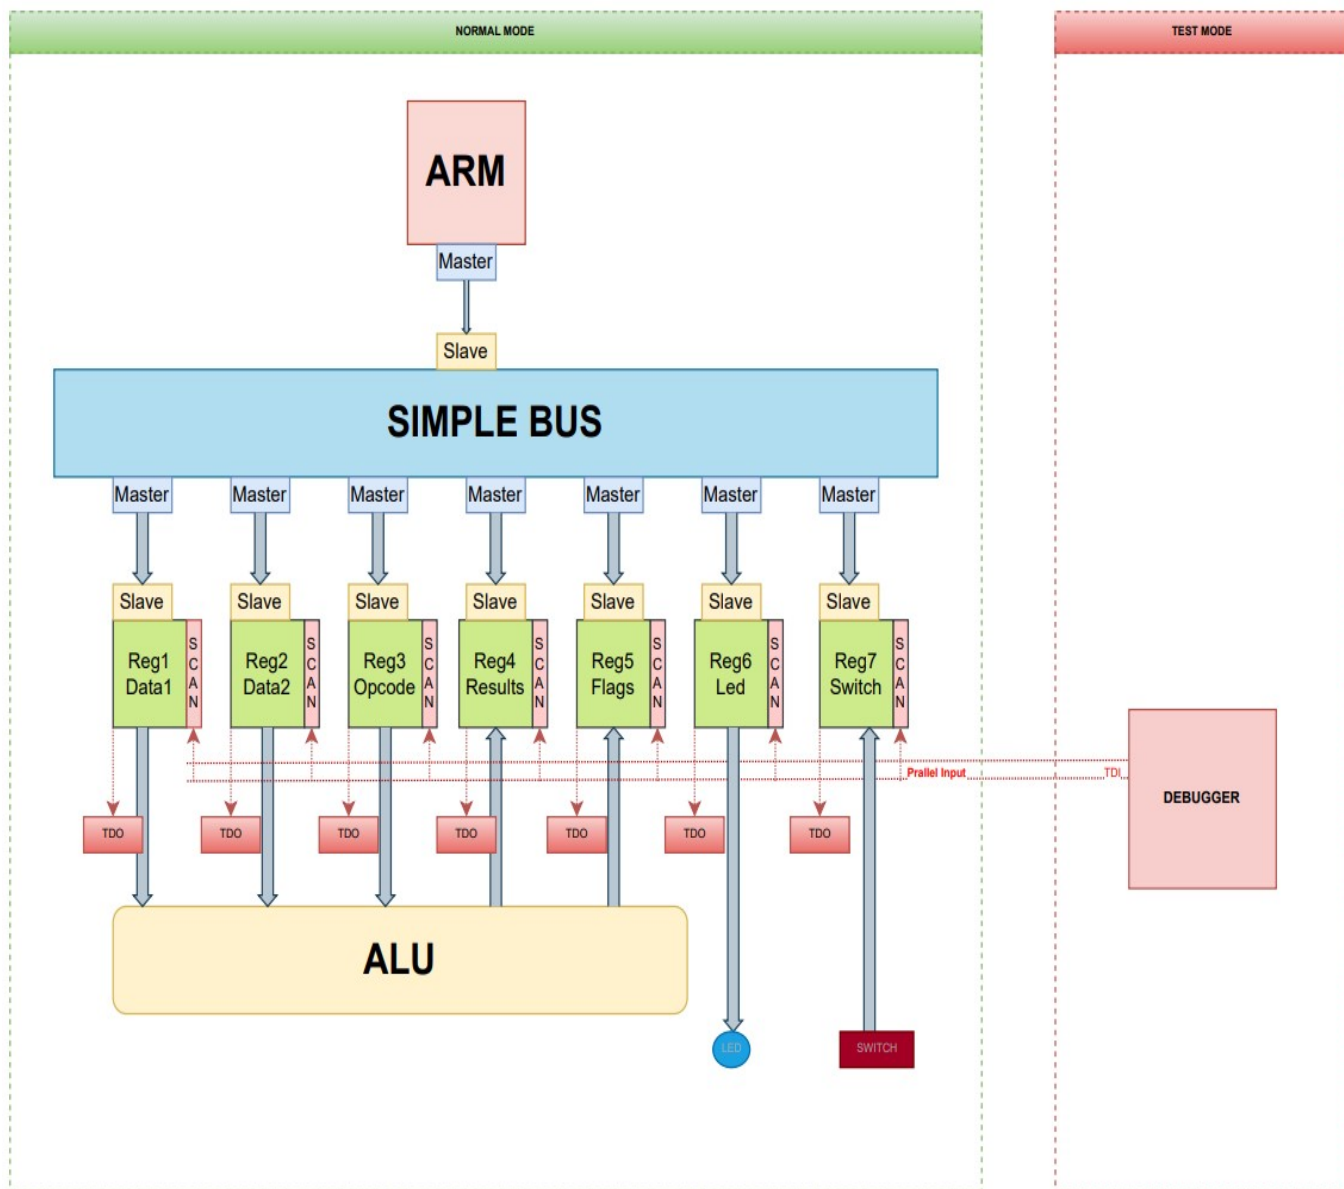 NORMAL MODE
TEST MODE
ARM
Master
Slave
SIMPLE BUS
Master Master Master Master Master Master Master
Slave Slave Slave Slave Slave Slave Slave
Reg1
Data1
SCAN
Reg2
Data2
SCAN
Reg3
Opcode
SCAN
Reg4
Results
SCAN
Reg5
Flags
SCAN
Reg6
Led
SCAN
Reg7
Switch
SCAN
Prallel Input
TDI
DEBUGGER
TDO TDO TDO TDO TDO TDO TDO
ALU
LED
SWITCH